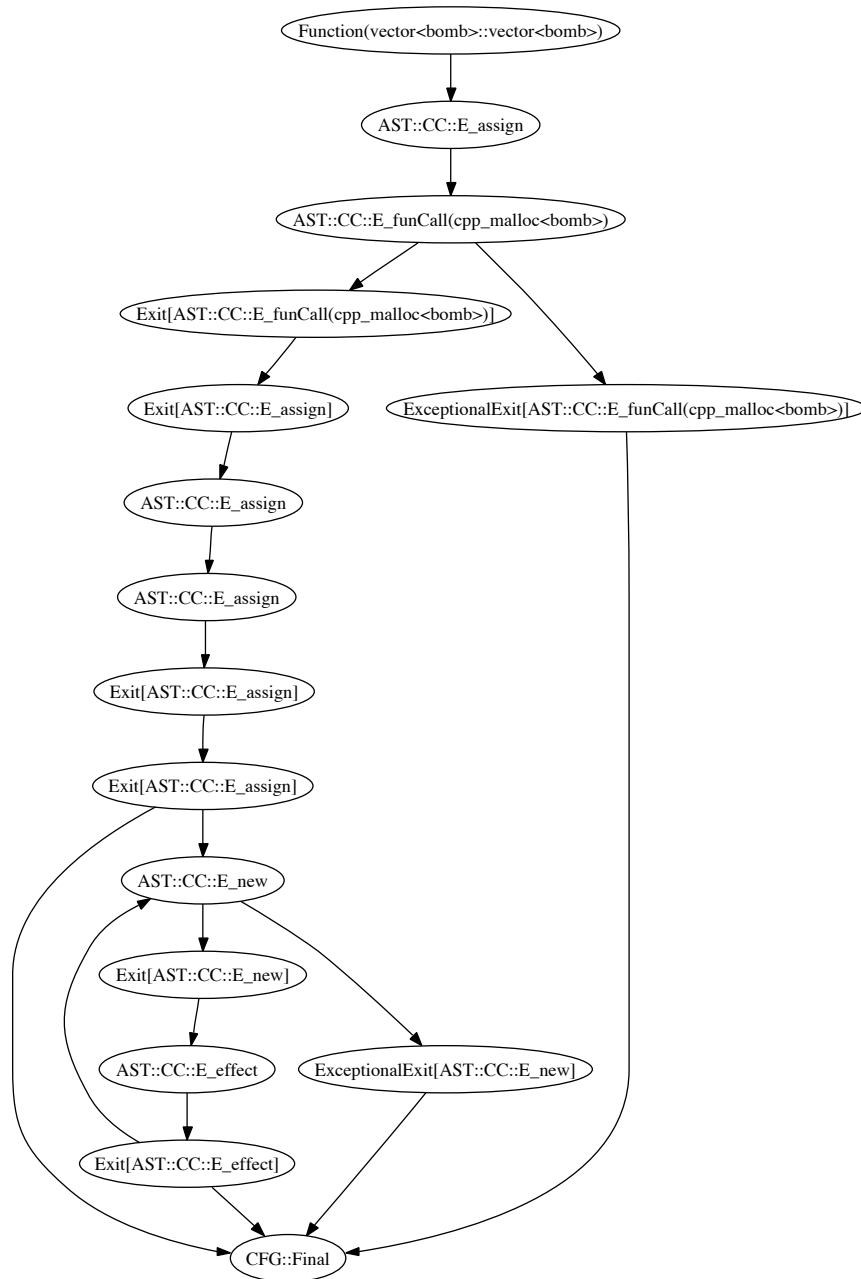 Function(vector<bomb>::vector<bomb>)
AST::CC::E_assign
AST::CC::E_funCall(cpp_malloc<bomb>)
Exit[AST::CC::E_funCall(cpp_malloc<bomb>)]
Exit[AST::CC::E_assign]
ExceptionalExit[AST::CC::E_funCall(cpp_malloc<bomb>)]
AST::CC::E_assign
AST::CC::E_assign
Exit[AST::CC::E_assign]
Exit[AST::CC::E_assign]
AST::CC::E_new
Exit[AST::CC::E_new]
AST::CC::E_effect
ExceptionalExit[AST::CC::E_new]
Exit[AST::CC::E_effect]
CFG::Final